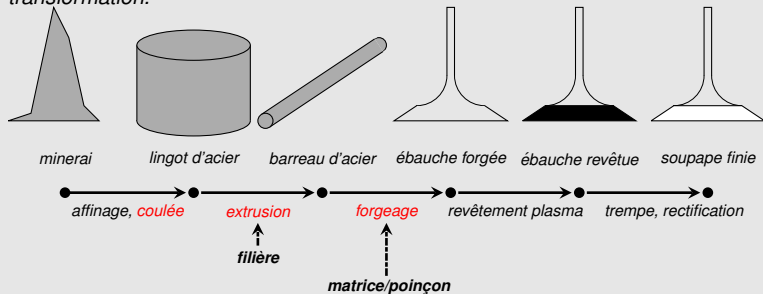 transformation.
minerai lingot d'acier barreau d'acier ébauche forgée ébauche revêtue soupape finie
affinage, coulée extrusion forgeage revêtement plasma trempe, rectification
filière
matrice/poinçon